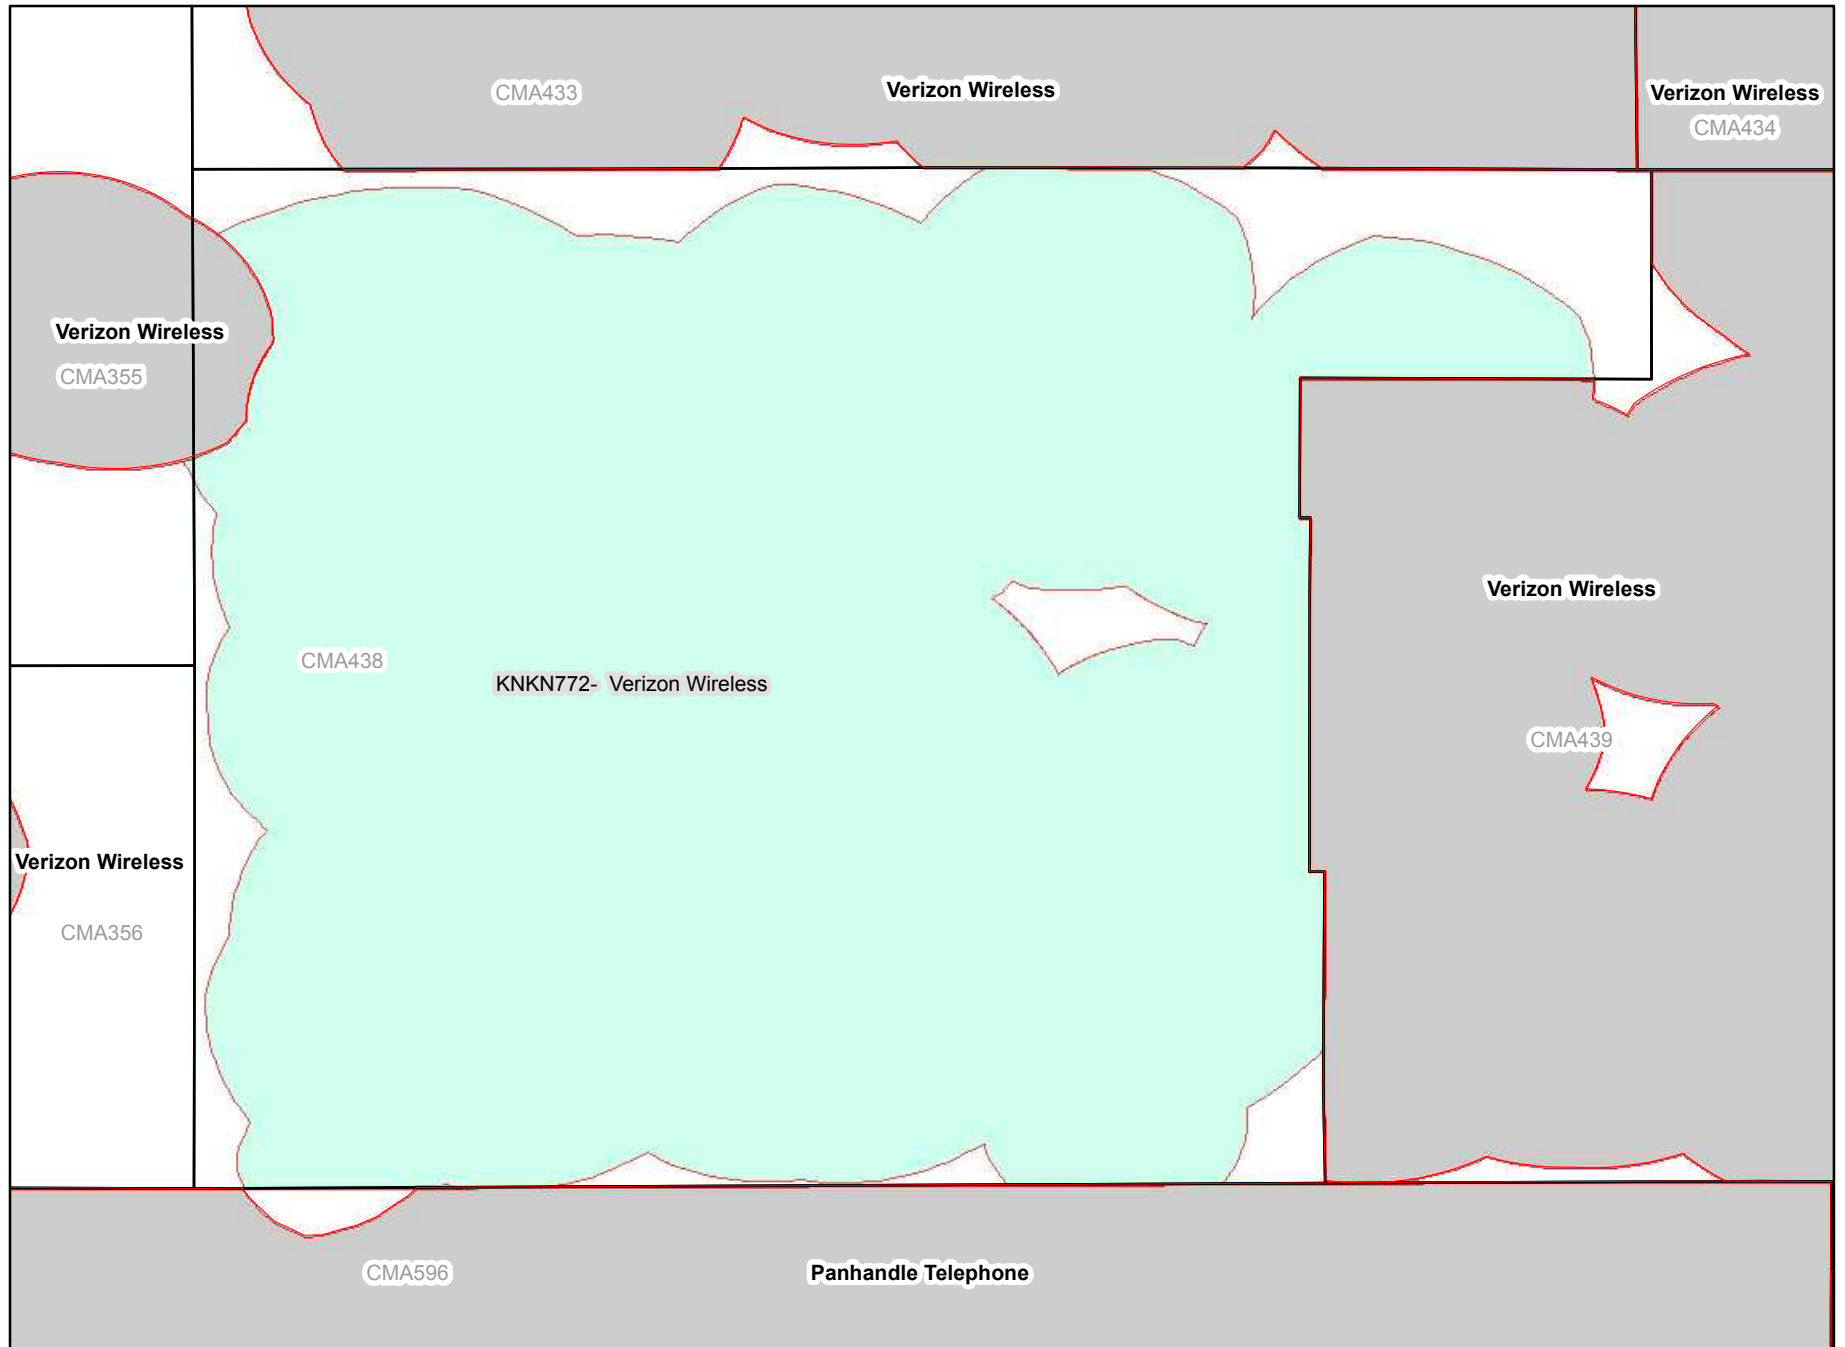 CMA433
Verizon Wireless
Verizon Wireless
CMA434
Verizon Wireless
CMA355
Verizon Wireless
CMA438
KNKN772- Verizon Wireless
CMA439
Verizon Wireless
CMA356
CMA596
Panhandle Telephone